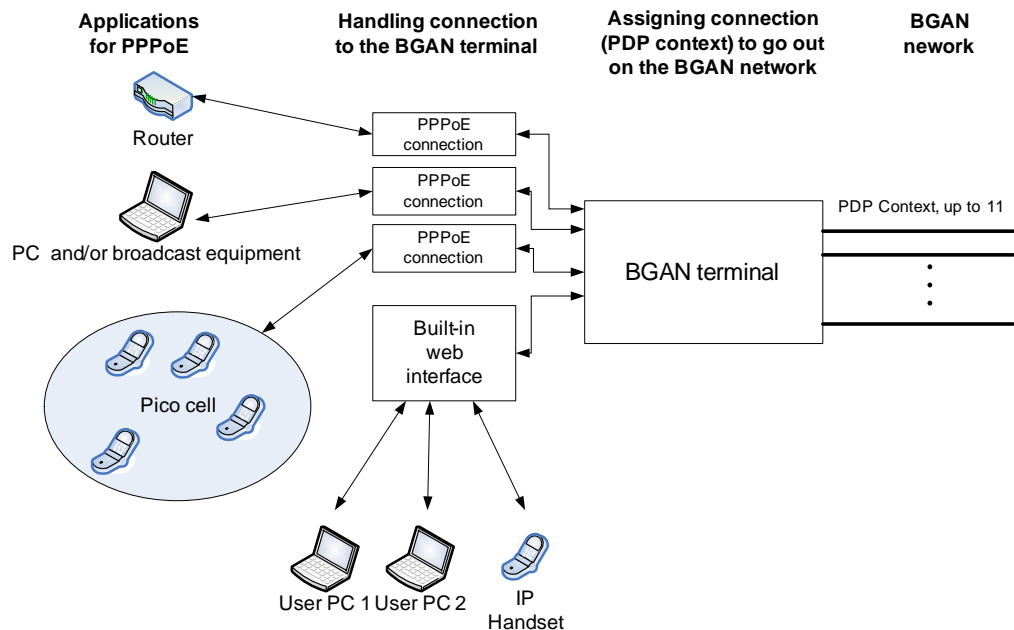 Applications
for PPPoE
Handling connection
to the BGAN terminal
Assigning connection
(PDP context) to go out
on the BGAN network
BGAN
nework
Router
PPPoE
connection
PPPoE
connection
PC and/or broadcast equipment
PPPoE
connection
BGAN terminal
PDP Context, up to 11
Built-in
web
interface
Pico cell
User PC 1
User PC 2
IP
Handset